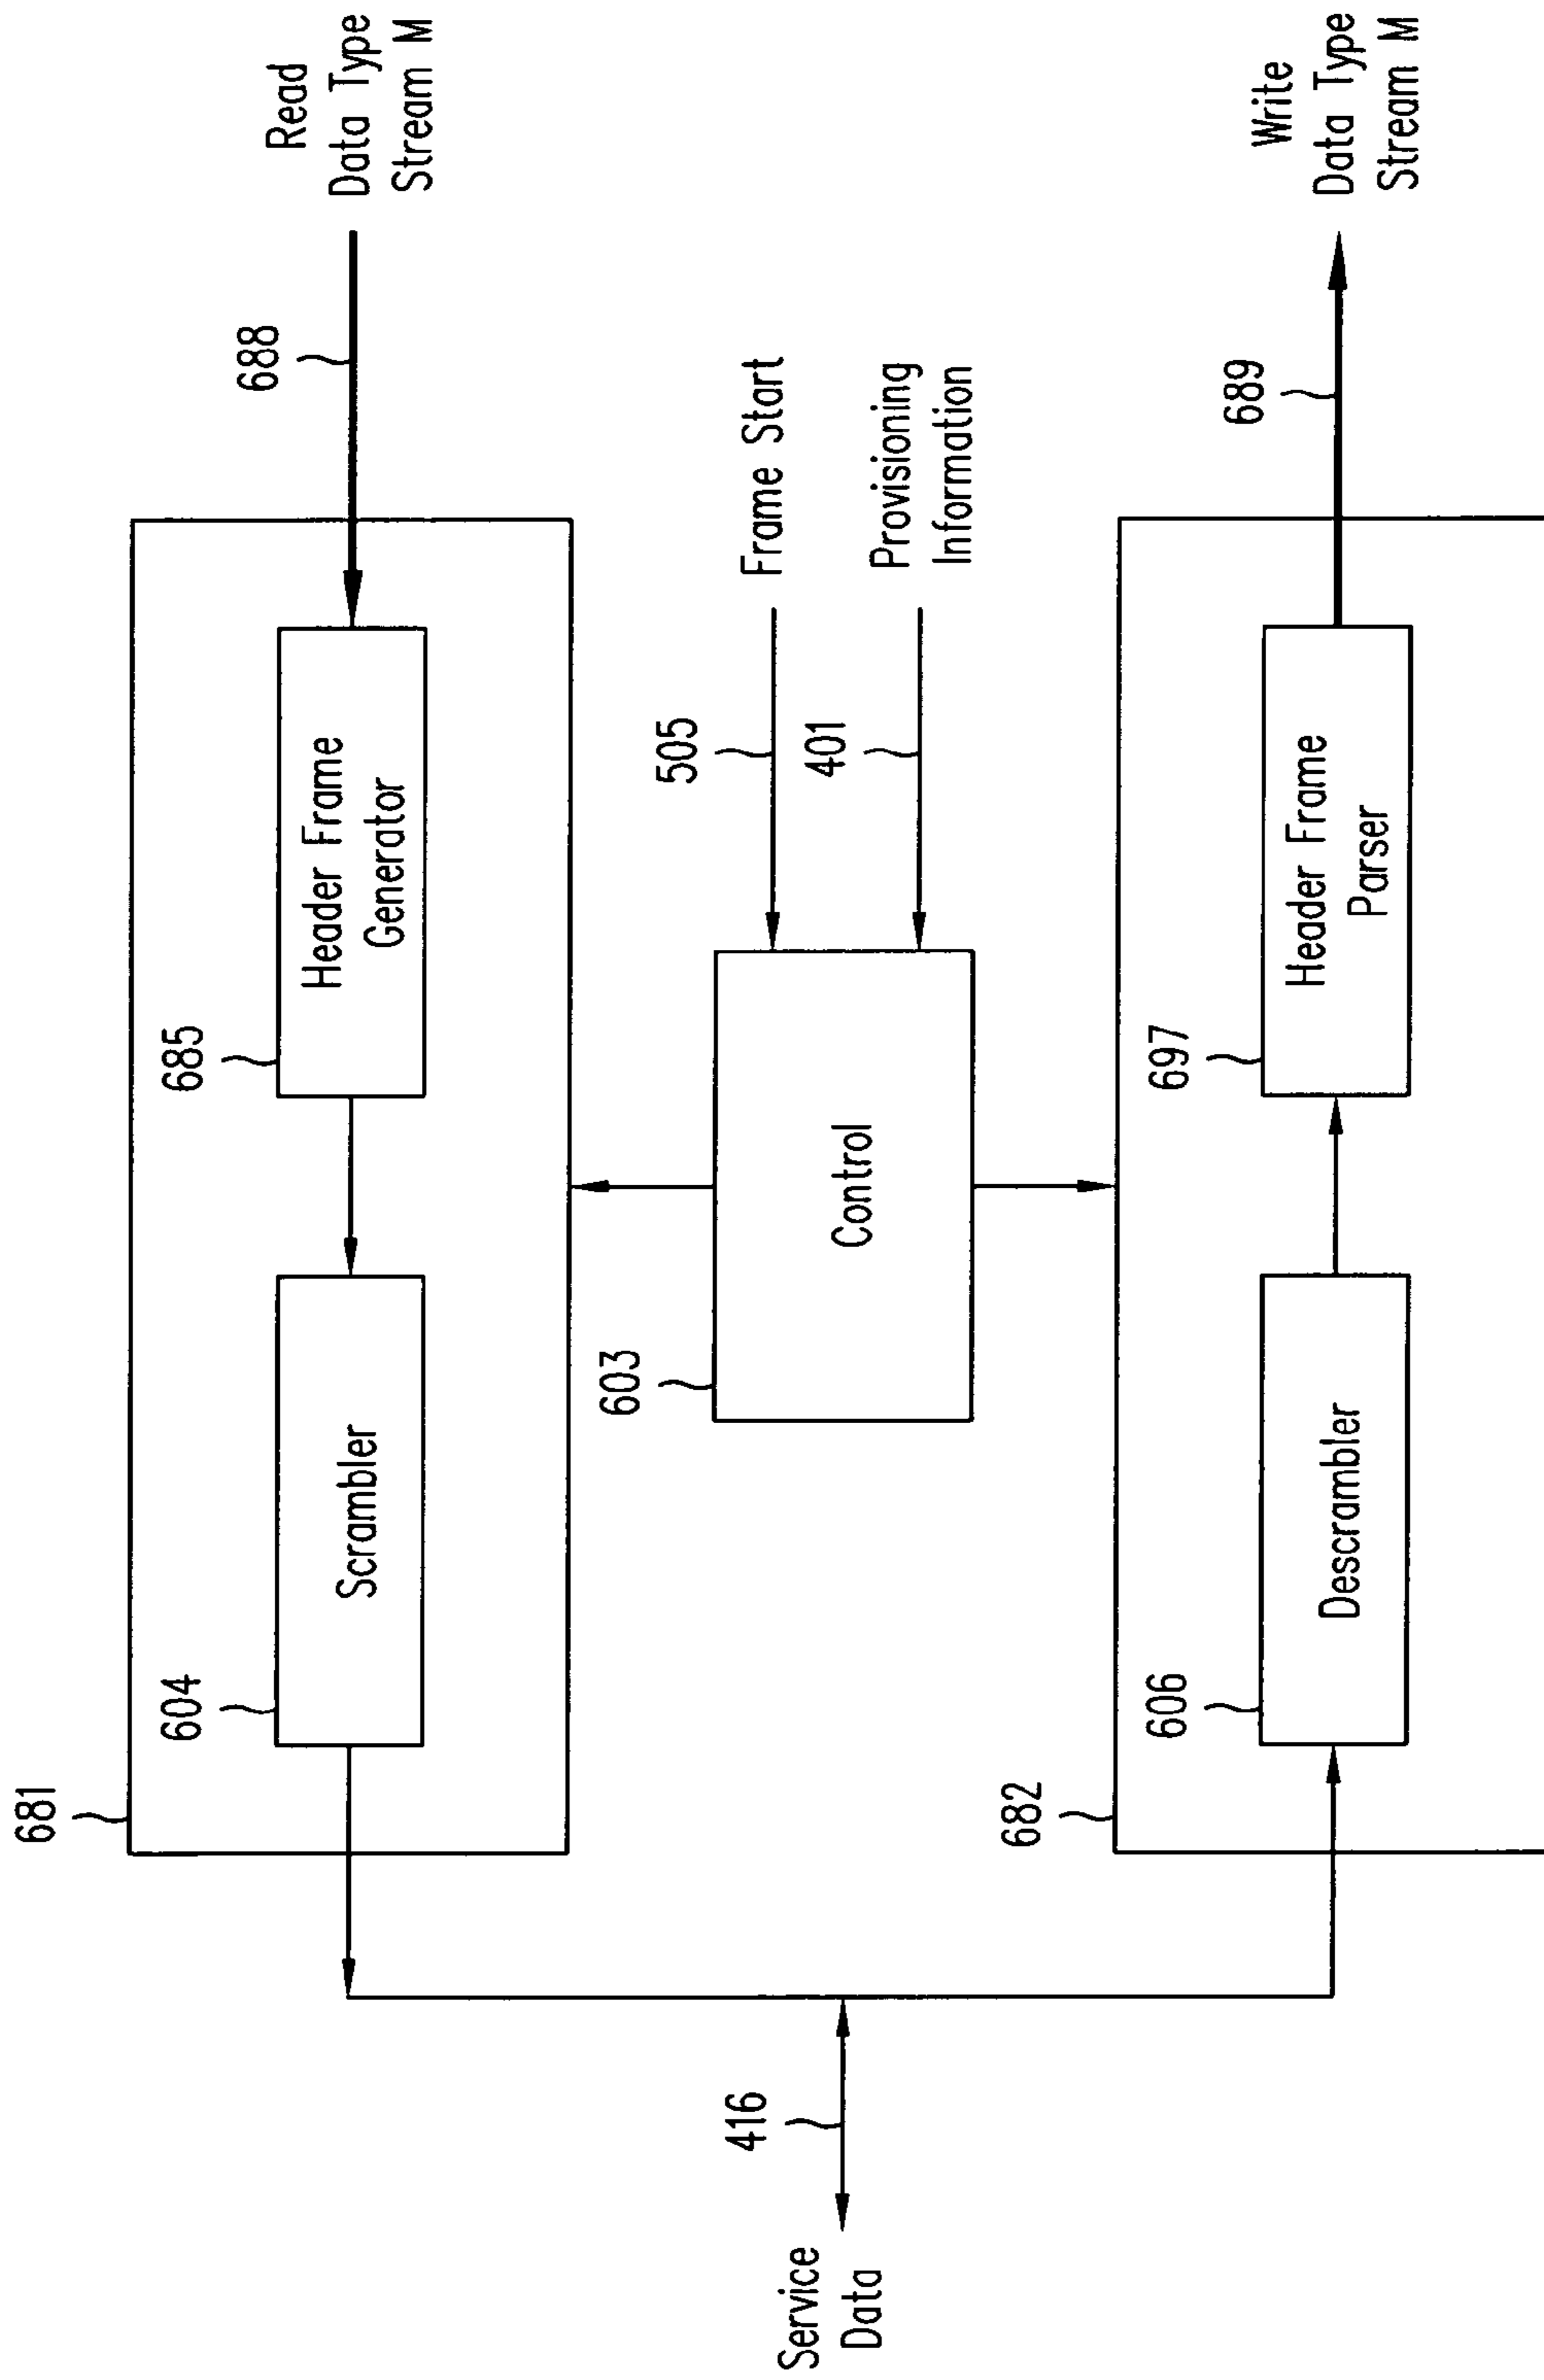 681
604
Scrambler
685
Header Frame
Generator
688
Read
Data Type
Stream M
Service
Data
416
603
Control
505
Frame Start
401
Provisioning
Information
682
606
Descrambler
697
Header Frame
Parser
689
Write
Data Type
Stream M